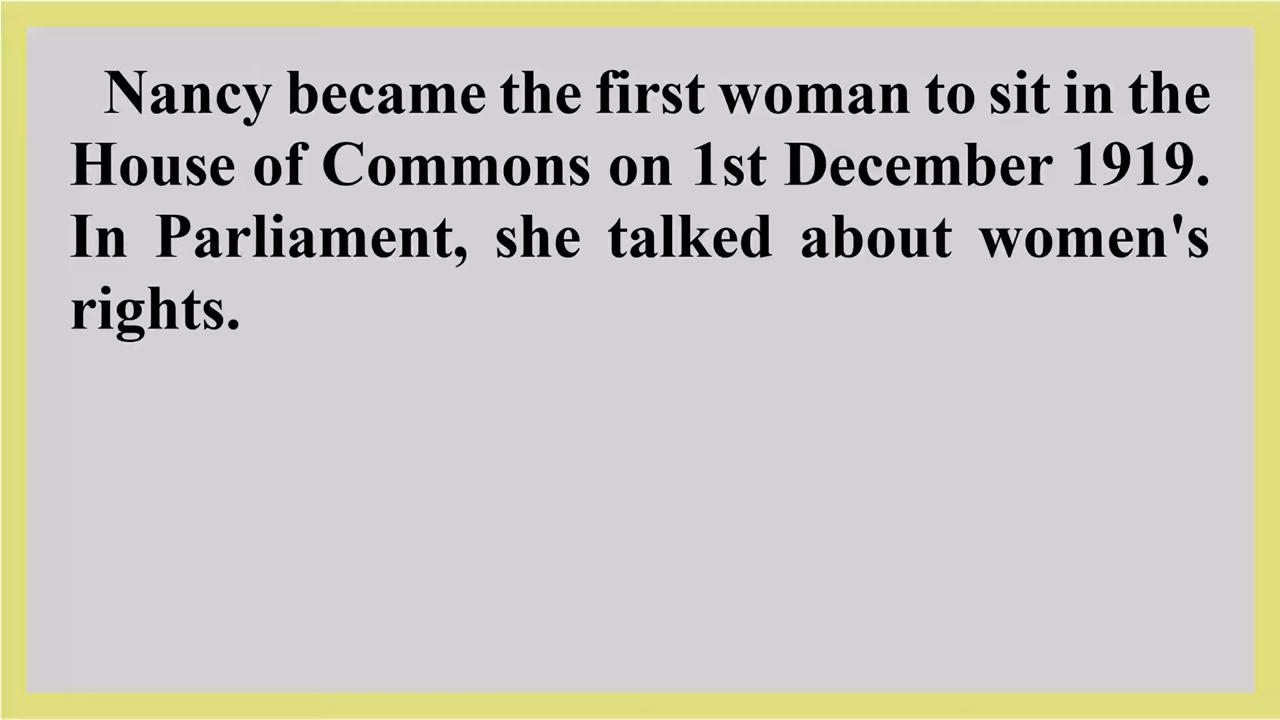 Nancy became the first woman to sit in the
House of Commons on 1st December 1919.
In Parliament, she talked about women's
rights.